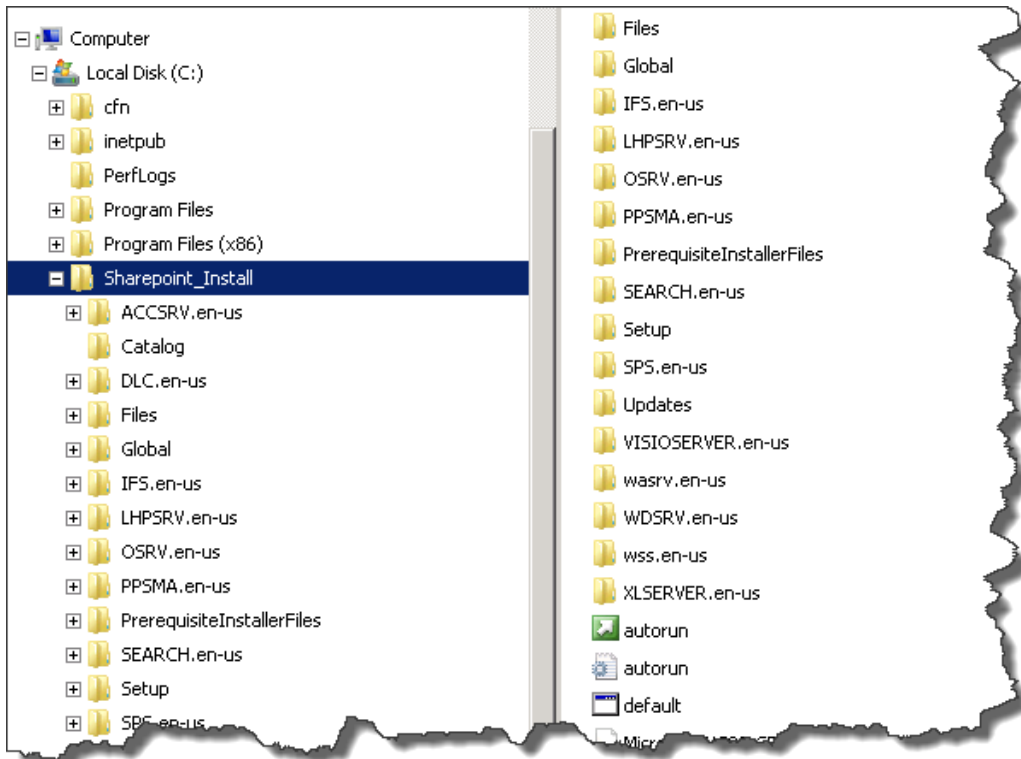 Computer
Local Disk (C:)
cfn
inetpub
PerfLogs
Program Files
Program Files (x86)
Sharepoint_Install
ACCSRV.en-us
Catalog
DLC.en-us
Files
Global
IFS.en-us
LHPSRV.en-us
OSRV.en-us
PPSMA.en-us
PrerequisiteInstallerFiles
SEARCH.en-us
Setup
SPS.en-us
Files
Global
IFS.en-us
LHPSRV.en-us
OSRV.en-us
PPSMA.en-us
PrerequisiteInstallerFiles
SEARCH.en-us
Setup
SPS.en-us
Updates
VISIOSERVER.en-us
wasrv.en-us
WDSRV.en-us
wss.en-us
XLSERVER.en-us
autorun
autorun
default